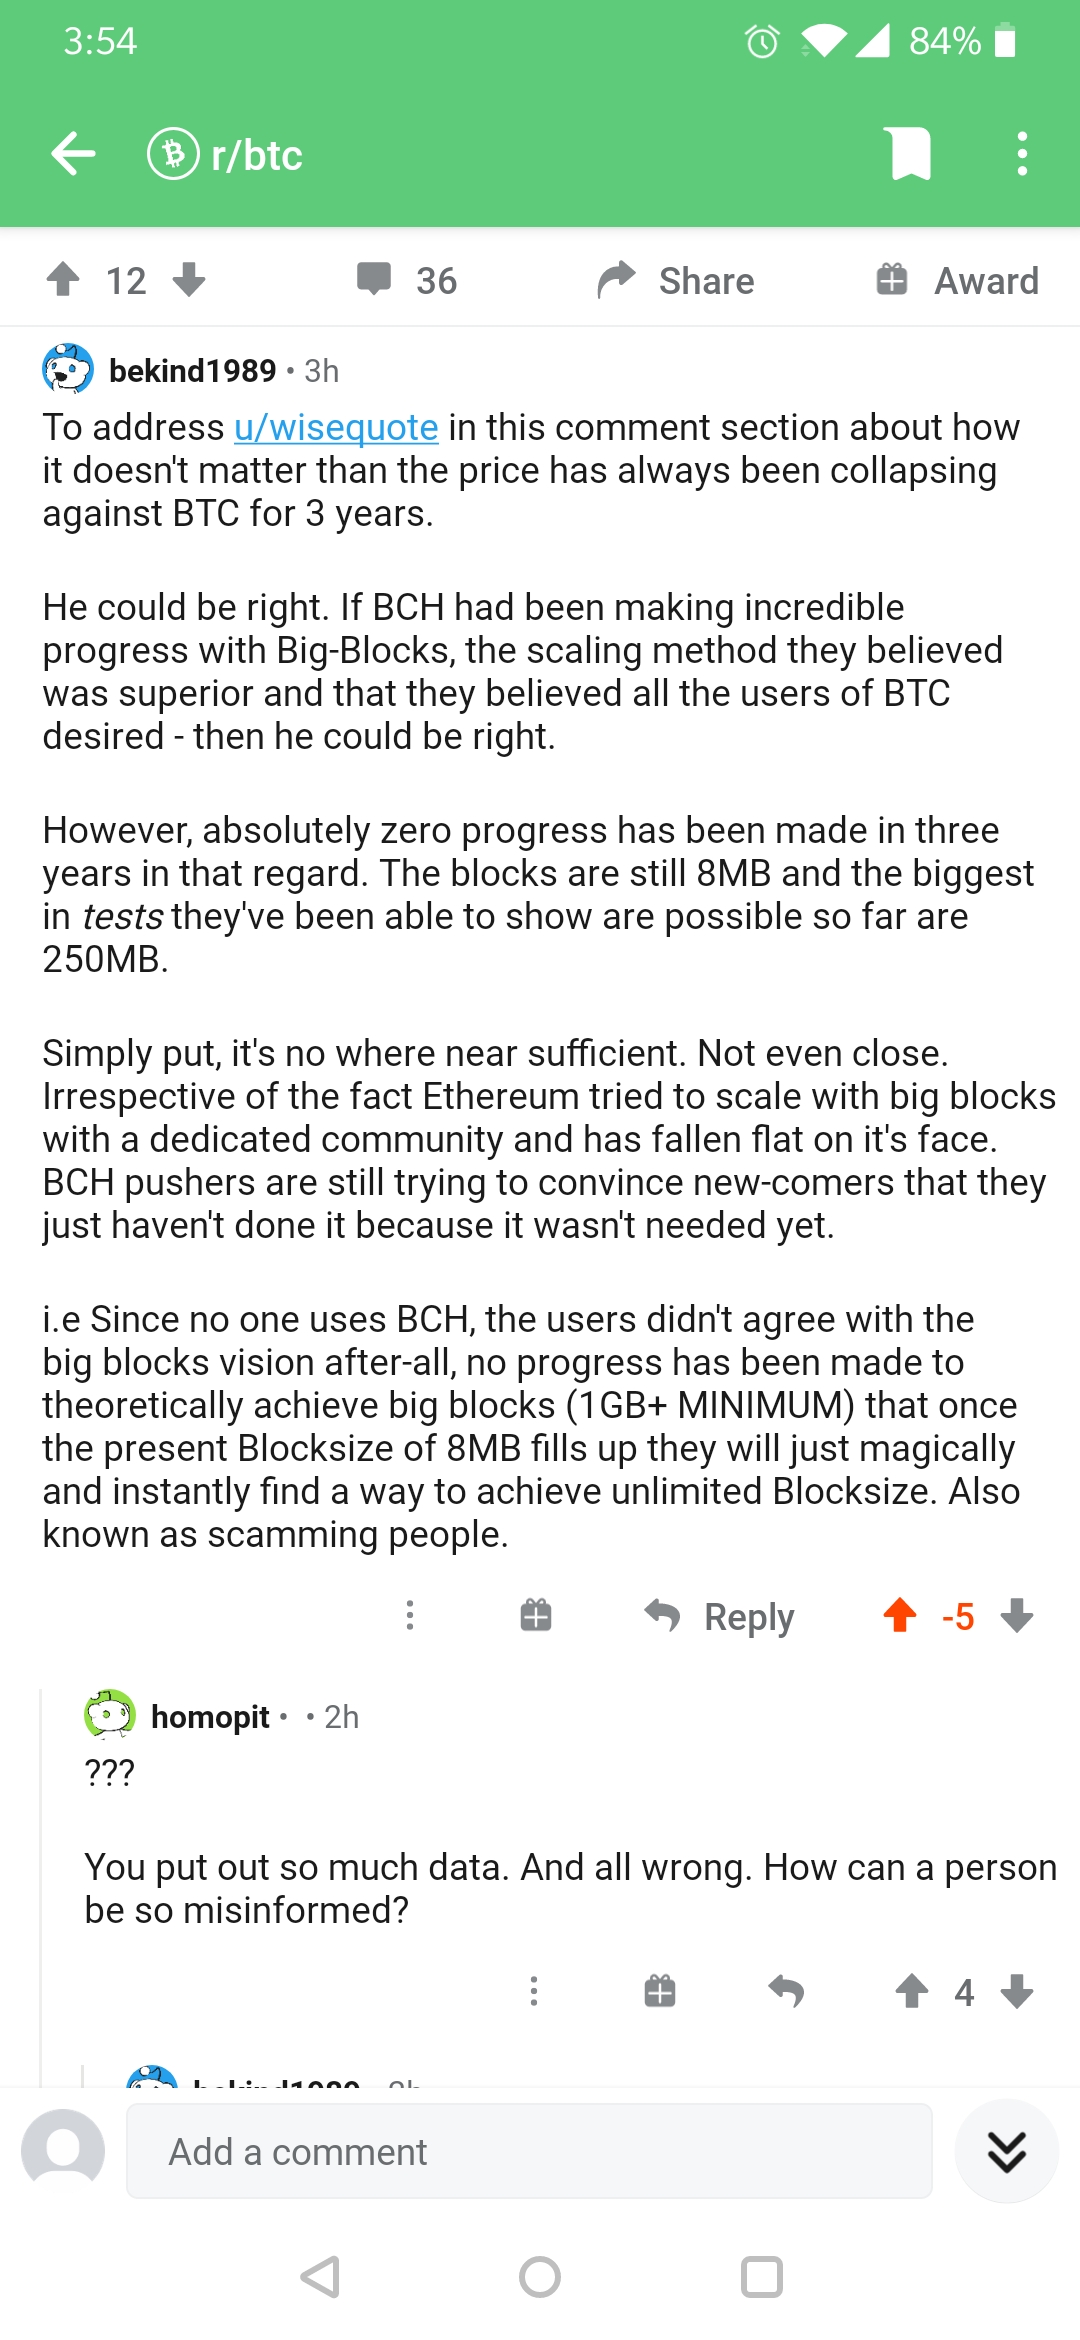 3:54
84%
r/btc
12
36
Share
Award
bekind1989 • 3h
To address u/wisequote in this comment section about how
it doesn't matter than the price has always been collapsing
against BTC for 3 years.
He could be right. If BCH had been making incredible
progress with Big-Blocks, the scaling method they believed
was superior and that they believed all the users of BTC
desired - then he could be right.
However, absolutely zero progress has been made in three
years in that regard. The blocks are still 8MB and the biggest
in tests they've been able to show are possible so far are
250MB.
Simply put, it's no where near sufficient. Not even close.
Irrespective of the fact Ethereum tried to scale with big blocks
with a dedicated community and has fallen flat on it's face.
BCH pushers are still trying to convince new-comers that they
just haven't done it because it wasn't needed yet.
i.e Since no one uses BCH, the users didn't agree with the
big blocks vision after-all, no progress has been made to
theoretically achieve big blocks (1GB+ MINIMUM) that once
the present Blocksize of 8MB fills up they will just magically
and instantly find a way to achieve unlimited Blocksize. Also
known as scamming people.
Reply
-5
homopit • • 2h
???
You put out so much data. And all wrong. How can a person
be so misinformed?
4
bekind1989
Add a comment